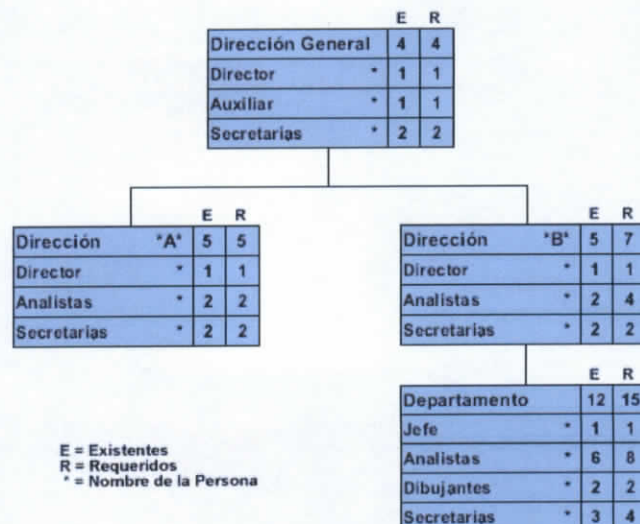 E R
Dirección General 4 4
Director * 1 1
Auxiliar * 1 1
Secretarias * 2 2
E R
Dirección "A" 5 5
Director * 1 1
Analistas * 2 2
Secretarias * 2 2
E R
Dirección "B" 5 7
Director * 1 1
Analistas * 2 4
Secretarias * 2 2
E R
Departamento 12 15
Jefe * 1 1
Analistas * 6 8
Dibujantes * 2 2
Secretarias * 3 4
E = Existentes
R = Requeridos
* = Nombre de la Persona